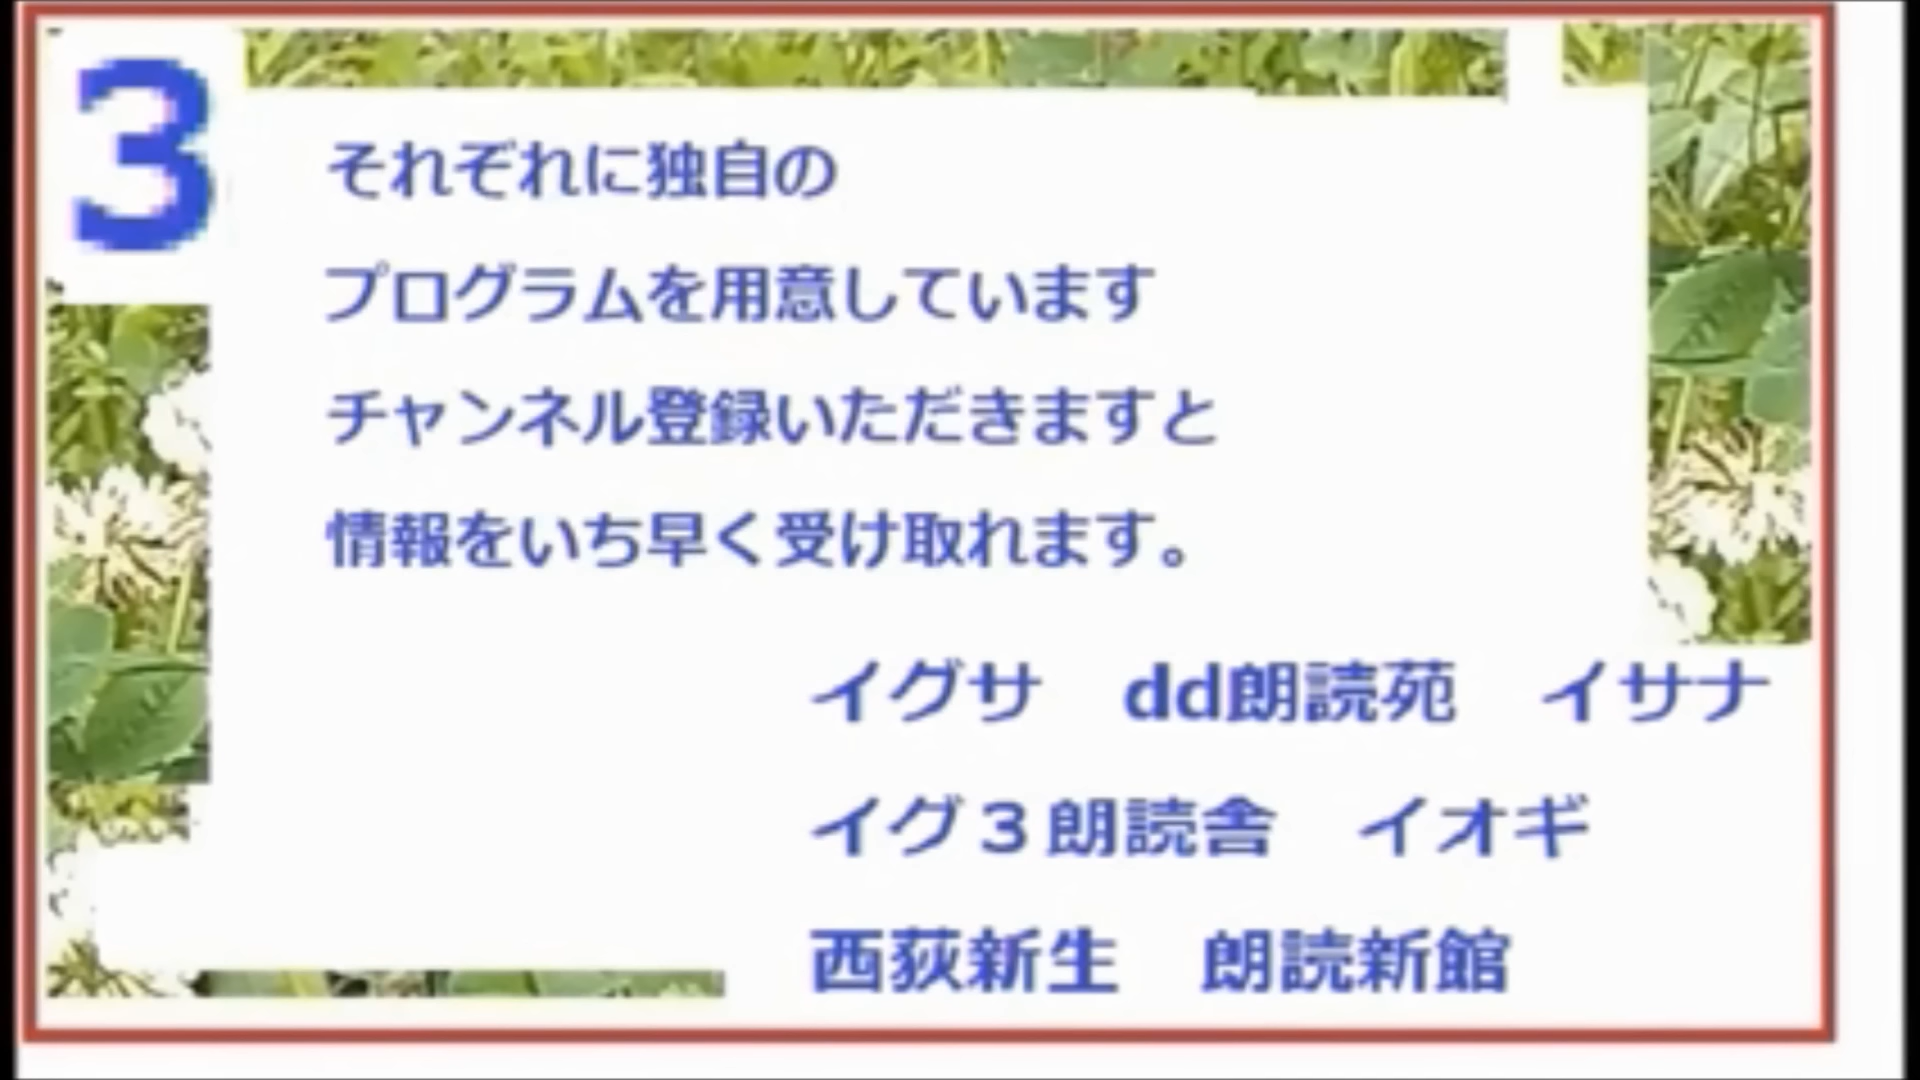 3
それぞれに独自の
プログラムを用意しています
チャンネル登録いただきますと
情報をいち早く受け取れます。
イグサ　dd朗読苑　イサナ
イグ３朗読舎　イオギ
西荻新生　朗読新館